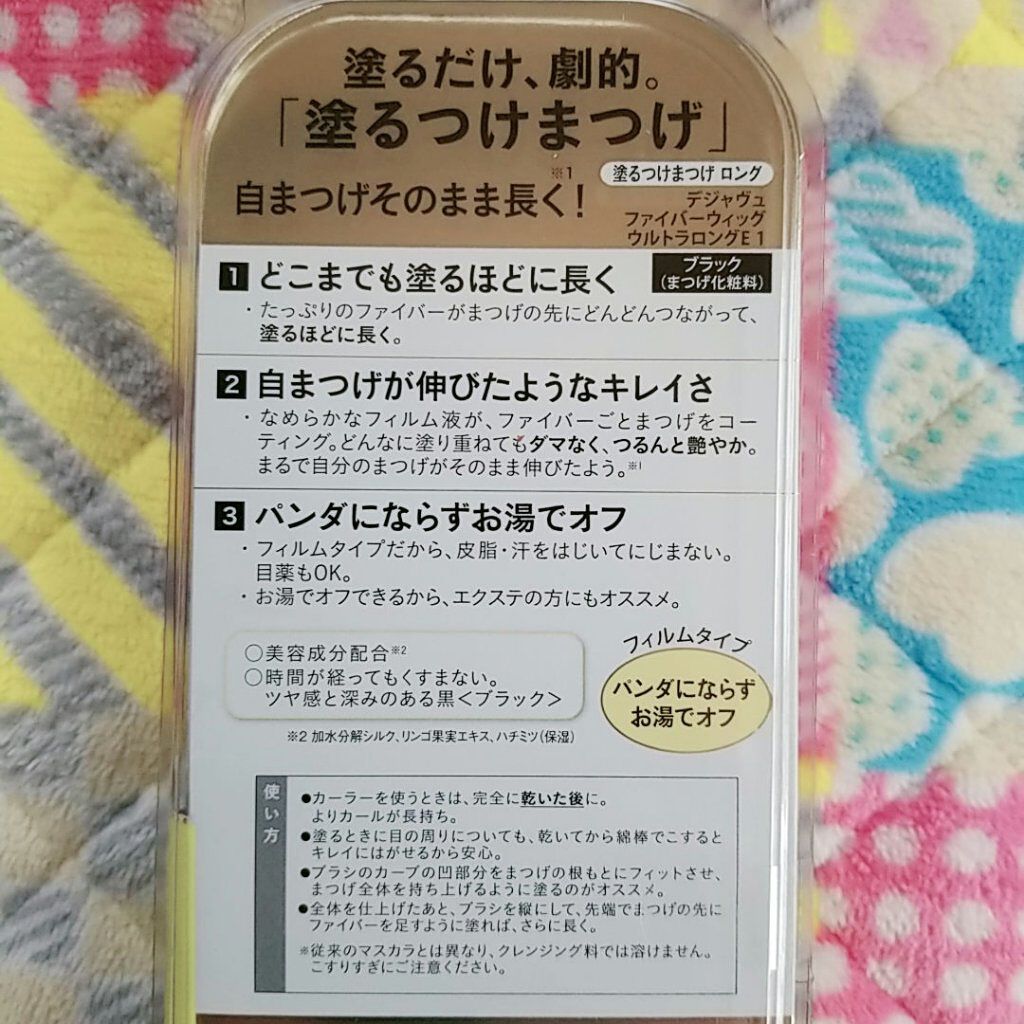 塗るだけ、劇的。
「塗るつけまつげ」
※1
自まつげそのまま長く!
塗るつけまつげ ロング
デジャヴュ
ファイバーウィッグ
ウルトラロングE 1
ブラック
(まつげ化粧料)
1 どこまでも塗るほどに長く
・たっぷりのファイバーがまつげの先にどんどんつながって、
塗るほどに長く。
2 自まつげが伸びたようなキレイさ
・なめらかなフィルム液が、ファイバーごとまつげをコー
ティング。どんなに塗り重ねてもダマなく、つるんと艶やか。
まるで自分のまつげがそのまま伸びたよう。※1
3 パンダにならずお湯でオフ
・フィルムタイプだから、皮脂・汗をはじいてにじまない。
目薬もOK。
・お湯でオフできるから、エクステの方にもオススメ。
○美容成分配合※2
○時間が経ってもくすまない。
ツヤ感と深みのある黒<ブラック>
※2 加水分解シルク、リンゴ果実エキス、ハチミツ(保湿)
フィルムタイプ
パンダにならず
お湯でオフ
使い方
●カーラーを使うときは、完全に乾いた後に。
よりカールが長持ち。
●塗るときに目の周りについても、乾いてから綿棒でこすると
キレイにはがせるから安心。
●ブラシのカーブの凹部分をまつげの根もとにフィットさせ、
まつげ全体を持ち上げるように塗るのがオススメ。
●全体を仕上げたあと、ブラシを縦にして、先端でまつげの先に
ファイバーを足すように塗れば、さらに長く。
※従来のマスカラとは異なり、クレンジング料では溶けません。
こすりすぎにご注意ください。